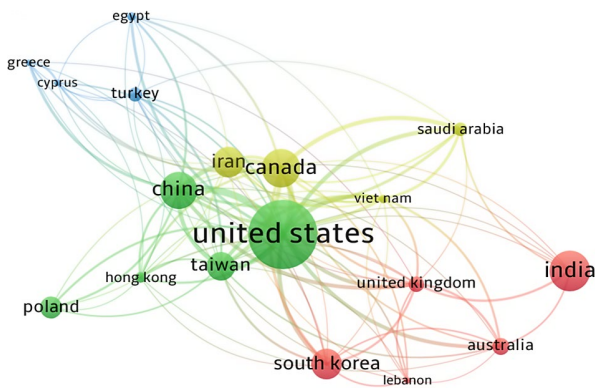 egypt
greece
cyprus
turkey
saudi arabia
iran
canada
china
viet nam
united states
taiwan
hong kong
united kingdom
india
poland
australia
south korea
lebanon